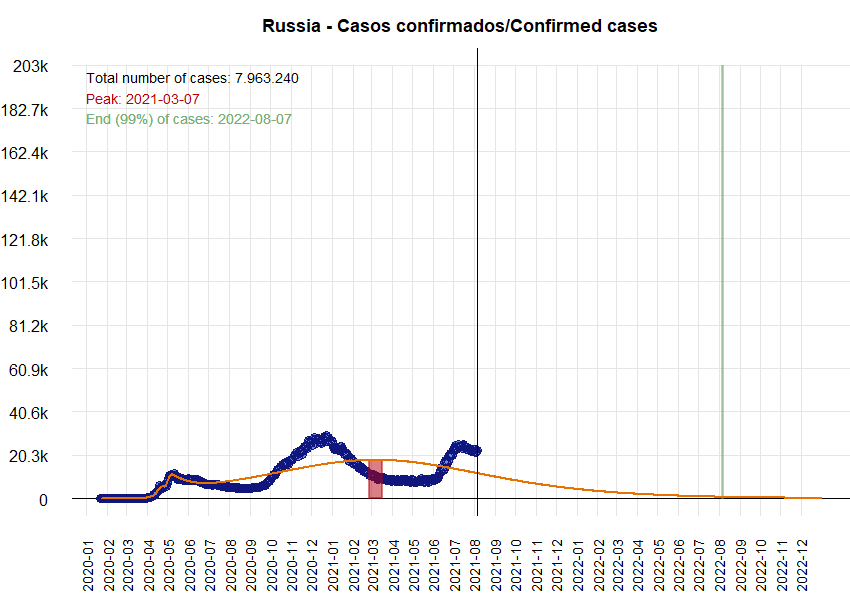 Russia - Casos confirmados/Confirmed cases
203k
182.7k
162.4k
142.1k
121.8k
101.5k
81.2k
60.9k
40.6k
20.3k
0
Total number of cases: 7.963.240
Peak: 2021-03-07
End (99%) of cases: 2022-08-07
2020-01
2020-02
2020-03
2020-04
2020-05
2020-06
2020-07
2020-08
2020-09
2020-10
2020-11
2020-12
2021-01
2021-02
2021-03
2021-04
2021-05
2021-06
2021-07
2021-08
2021-09
2021-10
2021-11
2021-12
2022-01
2022-02
2022-03
2022-04
2022-05
2022-06
2022-07
2022-08
2022-09
2022-10
2022-11
2022-12